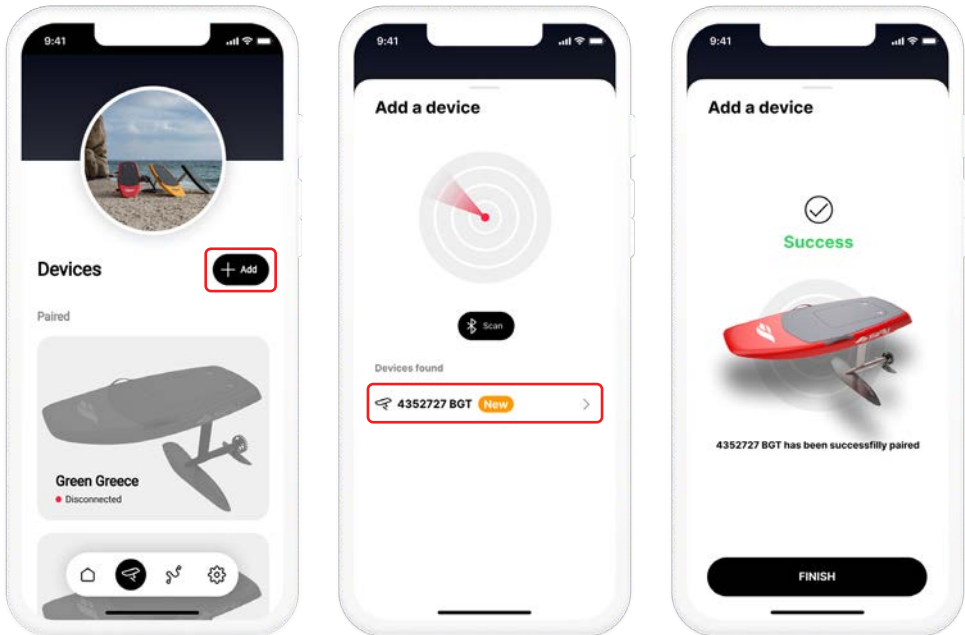 9:41
Devices
+ Add
Paired
Green Greece
Disconnected
9:41
Add a device
Scan
Devices found
4352727 BGT New
9:41
Add a device
Success
4352727 BGT has been successfilly paired
FINISH